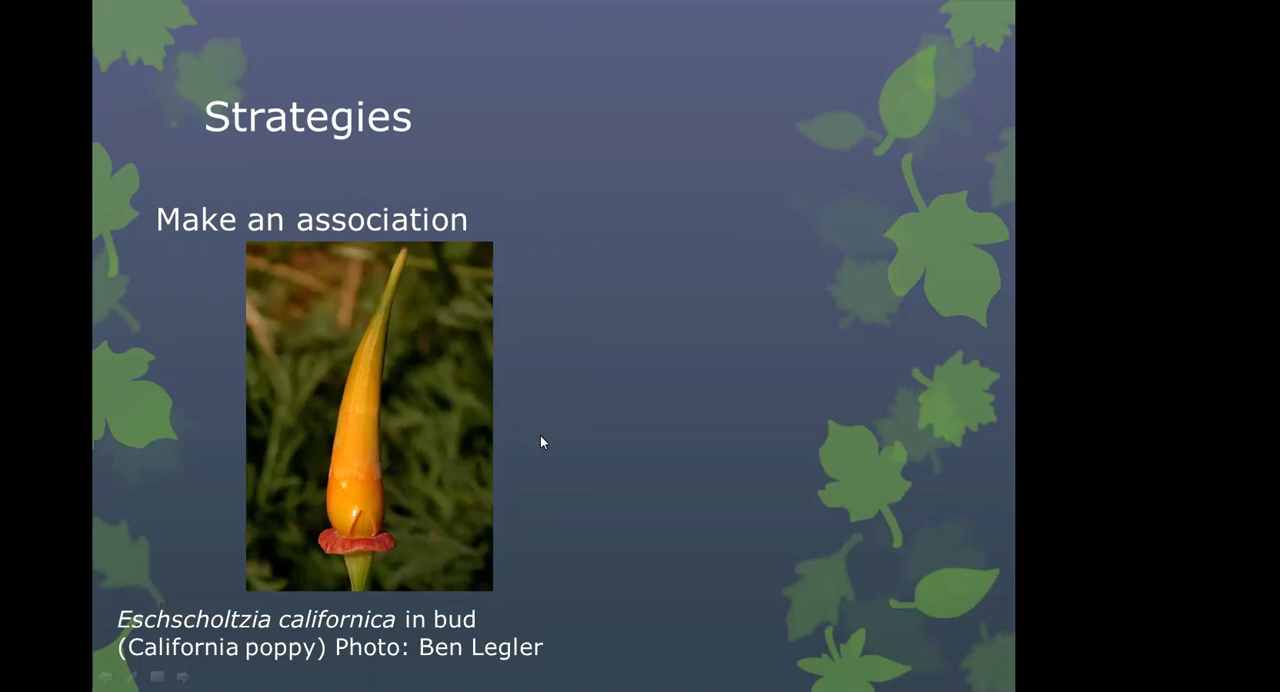 Strategies
Make an association
Eschscholtzia californica in bud
(California poppy) Photo: Ben Legler